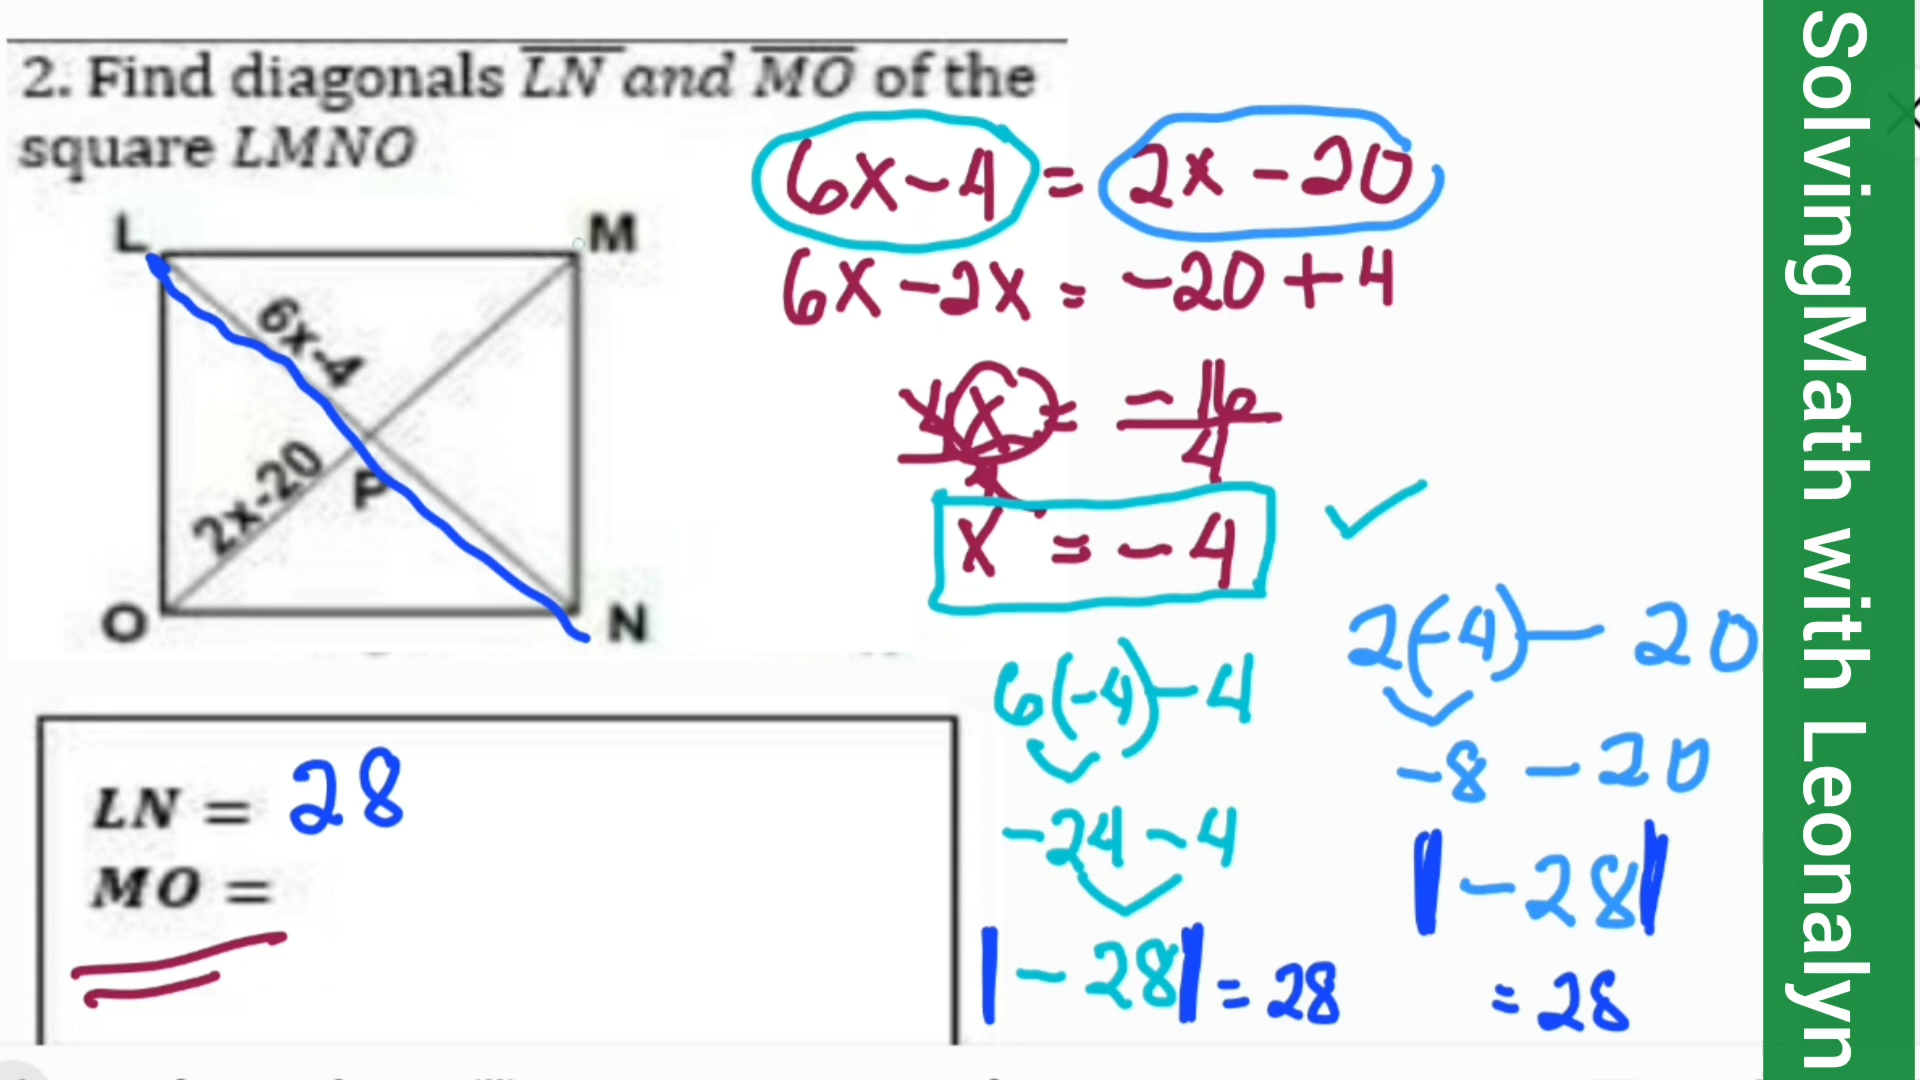 2. Find diagonals LN and MO of the
square LMNO
L
M
6x-4
2x-20
P
O
N
LN = 28
MO =
6x-4 = 2x-20
6x-2x = -20+4
4x = -16
4 4
x = -4
6(-4)-4
-24-4
|-28| = 28
2(-4)-20
-8-20
|-28|
= 28
SolvingMath with Leonalyn